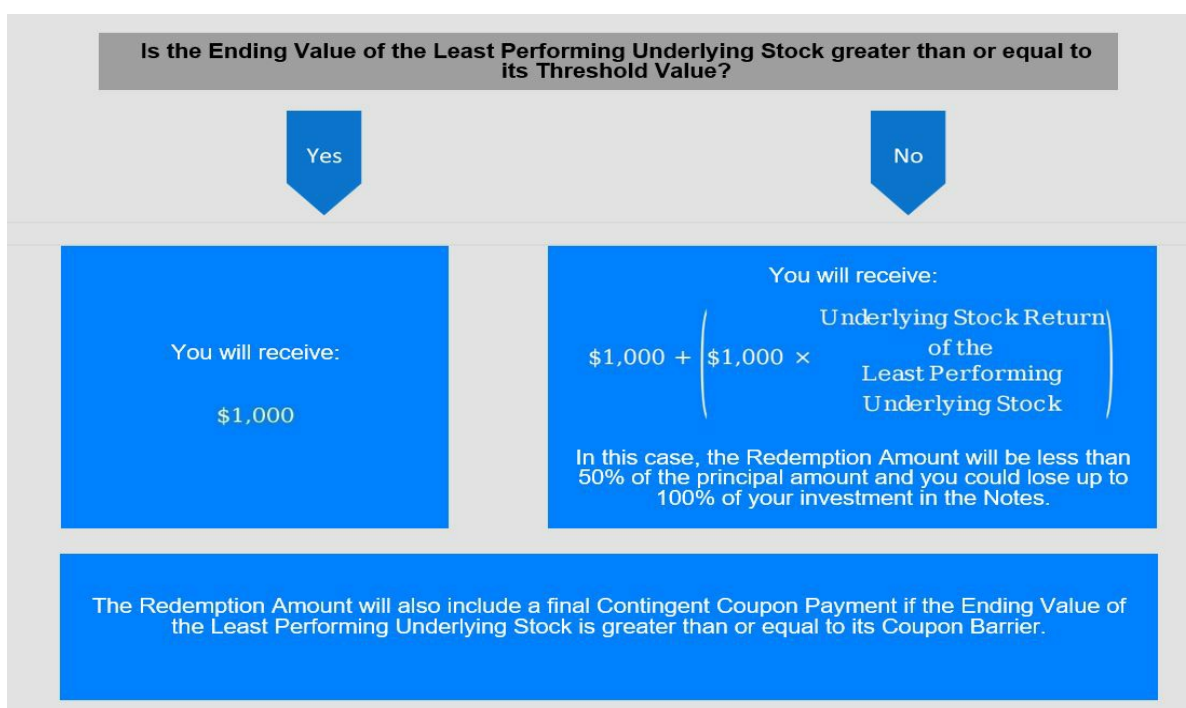 Is the Ending Value of the Least Performing Underlying Stock greater than or equal to
its Threshold Value?
Yes
No
You will receive:
$1,000
You will receive:
$1,000 + ($1,000 × Underlying Stock Return
of the
Least Performing
Underlying Stock)
In this case, the Redemption Amount will be less than
50% of the principal amount and you could lose up to
100% of your investment in the Notes.
The Redemption Amount will also include a final Contingent Coupon Payment if the Ending Value of
the Least Performing Underlying Stock is greater than or equal to its Coupon Barrier.